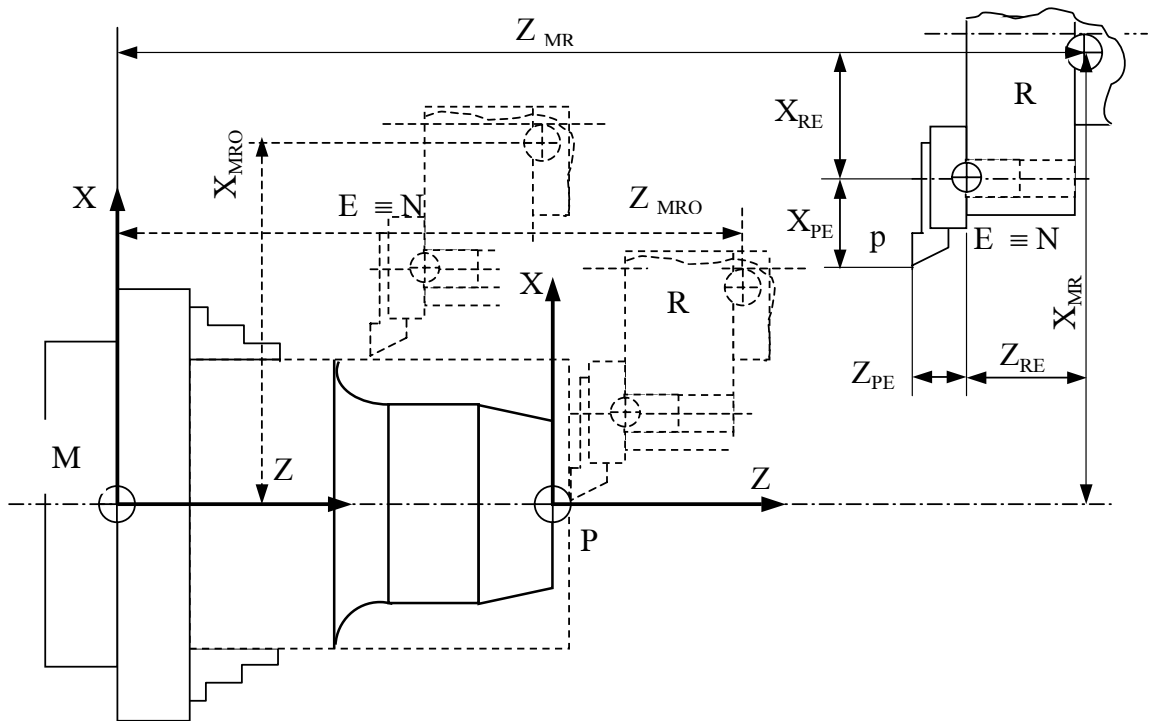 Z MR
R
X RE
X MRO
X
E ≡ N
Z MRO
X PE
p
E ≡ N
X
R
X MR
Z PE
Z RE
M
Z
Z
P